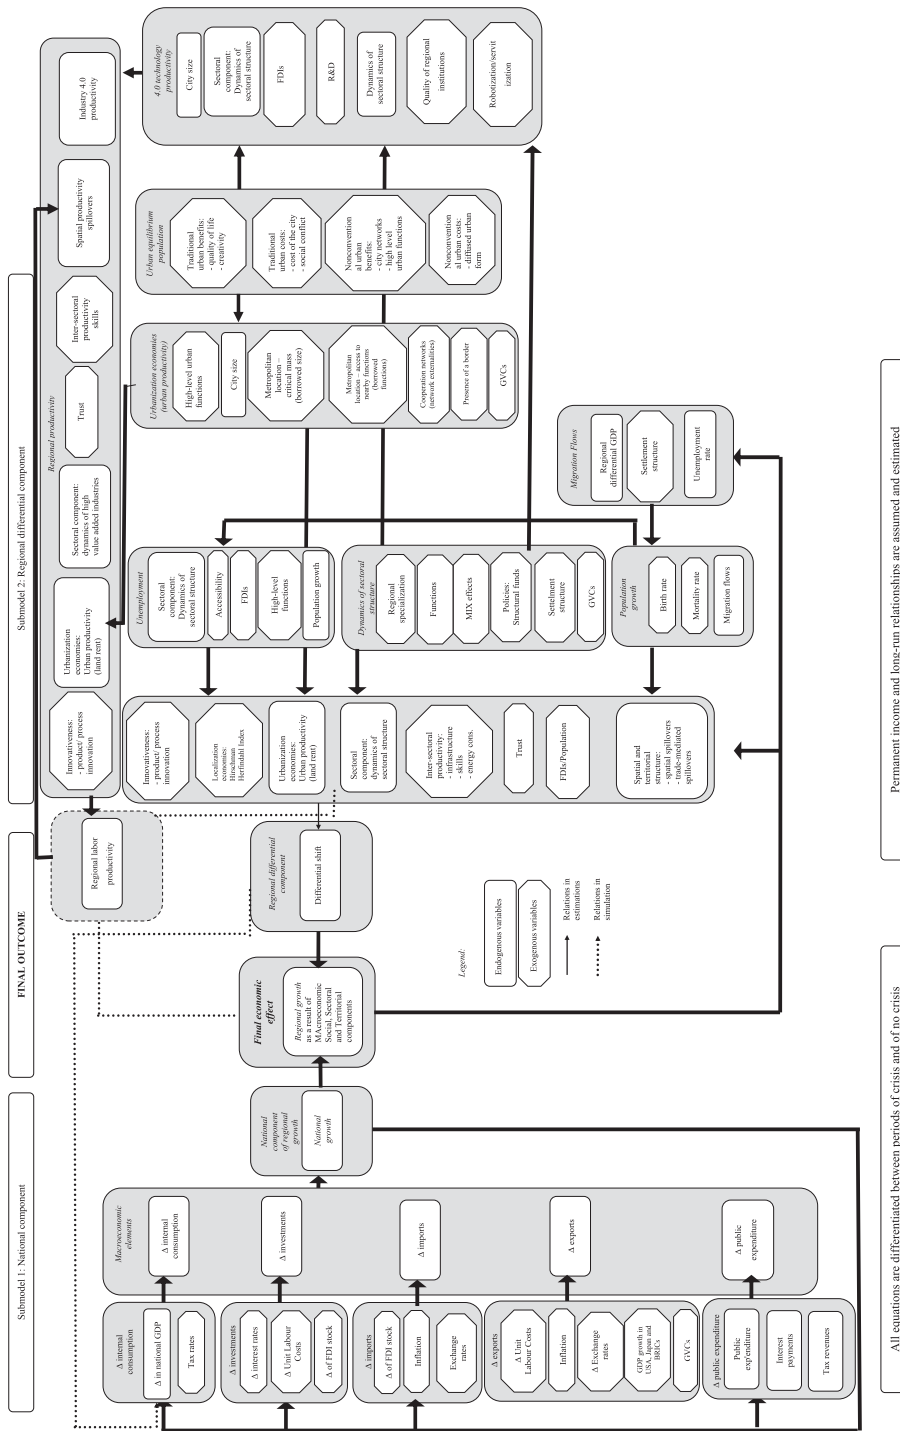 Submodel 1: National component
FINAL OUTCOME
Submodel 2: Regional differential component
Δ internal
consumption
Δ in national GDP
Tax rates
Δ investments
Δ interest rates
Δ Unit Labour
Costs
Δ of FDI stock
Δ imports
Δ of FDI stock
Inflation
Exchange
rates
Δ exports
Δ Unit
Labour Costs
Inflation
Δ Exchange
rates
GDP growth in
USA, Japan and
BRICs
GVCs
Δ public expenditure
Public
exp'enditure
Interest
payments
Tax revenues
Macroeconomic
elements
Δ internal
consumption
Δ investments
Δ imports
Δ exports
Δ public
expenditure
National
component
of regional
growth
National
growth
Final economic
effect
Regional growth
as a result of
MAcroeconomic
Social, Sectoral
and Territorial
components
Regional differential
component
Differential shift
Regional labor
productivity
Legend:
Endogenous variables
Exogenous variables
Relations in
estimations
Relations in
simulation
Regional productivity
Innovativeness:
- product/ process
innovation
Urbanization
economies:
Urban productivity
(land rent)
Sectoral component:
dynamics of high
value added industries
Trust
Inter-sectoral
productivity
skills
Spatial productivity
spillovers
Industry 4.0
productivity
Innovativeness:
- product/ process
innovation
Localization
economies:
Hirschman
Herfindahl Index
Urbanization
economies:
Urban productivity
(land rent)
Sectoral
component:
dynamics of
sectoral structure
Inter-sectoral
productivity:
- infrastructure
- skills
- energy cons.
Trust
FDIs/Population
Spatial and
territorial
structure:
- spatial spillovers
- trade-mediated
spillovers
Unemployment
Sectoral
component:
Dynamics of
sectoral structure
Accessibility
FDIs
High-level
functions
Population growth
Dynamics of sectoral
structure
Regional
specialization
Functions
MIX effects
Policies:
Structural funds
Settelment
structure
GVCs
Population
growth
Birth rate
Mortality rate
Migration flows
Migration Flows
Regional
differential GDP
Settlement
structure
Unemployment
rate
Urbanization economies
(urban productivity)
High-level urban
functions
City size
Metropolitan
location –
critical mass
(borrowed size)
Metropolitan
location – access to
nearby functions
(borrowed
functions)
Cooperation networks
(network externalities)
Presence of a border
GVCs
Urban equilibrium
population
Traditional
urban benefits:
- quality of life
- creativity
Traditional
urban costs:
- cost of the city
- social conflict
Nonconvention
al urban
benefits:
- city networks
- high level
urban functions
Nonconvention
al urban costs:
- diffused urban
form
4.0 technology
productivity
City size
Sectoral
component:
Dynamics of
sectoral structure
FDIs
R&D
Dynamics of
sectoral structure
Quality of regional
institutions
Robotization/servit
ization
All equations are differentiated between periods of crisis and of no crisis
Permanent income and long-run relationships are assumed and estimated